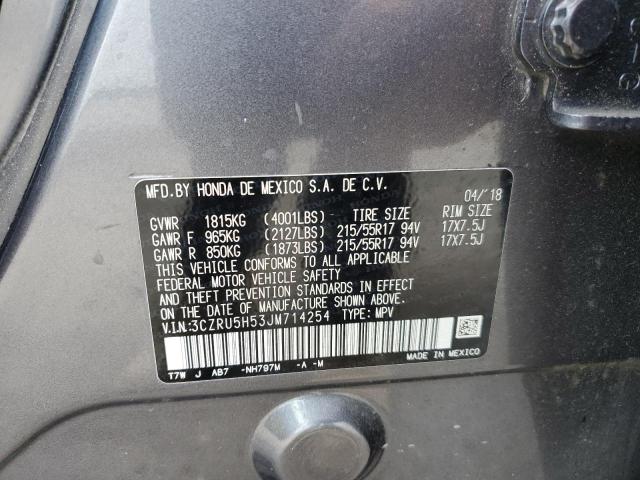 MFD.BY HONDA DE MEXICO S.A. DE C.V. 04/'18
GVWR 1815KG (4001LBS) TIRE SIZE RIM SIZE
GAWR F 965KG (2127LBS) 215/55R17 94V 17X7.5J
GAWR R 850KG (1873LBS) 215/55R17 94V 17X7.5J
THIS VEHICLE CONFORMS TO ALL APPLICABLE
FEDERAL MOTOR VEHICLE SAFETY
AND THEFT PREVENTION STANDARDS IN EFFECT
ON THE DATE OF MANUFACTURE SHOWN ABOVE.
V.I.N:3CZRU5H53JM714254 TYPE: MPV
MADE IN MEXICO
T7W J AB7 -NH797M -A -M